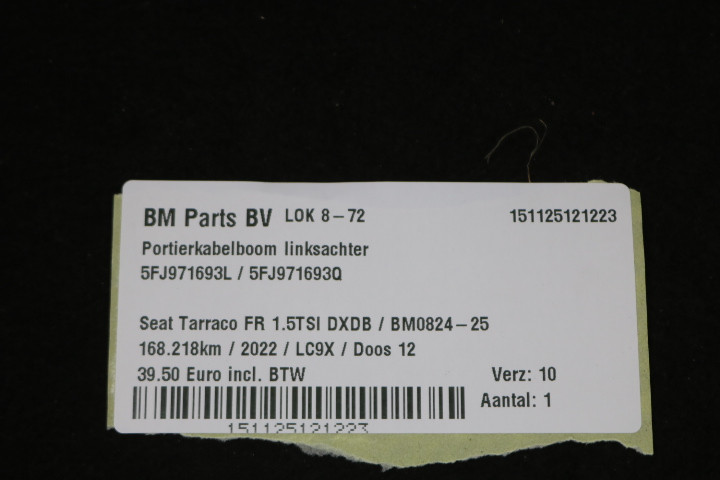 BM Parts BV LOK 8-72 151125121223
Portierkabelboom linksachter
5FJ971693L / 5FJ971693Q
Seat Tarraco FR 1.5TSI DXDB / BM0824-25
168.218km / 2022 / LC9X / Doos 12
39.50 Euro incl. BTW Verz: 10
Aantal: 1
151125121223